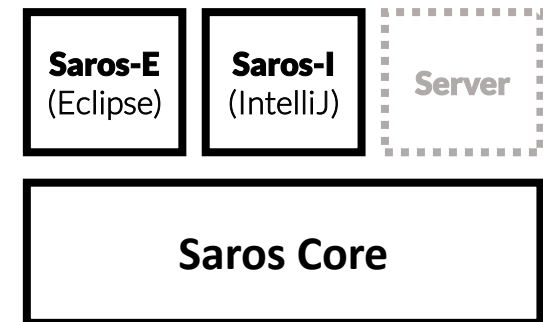 Saros-E
(Eclipse)
Saros-I
(IntelliJ)
Server
Saros Core